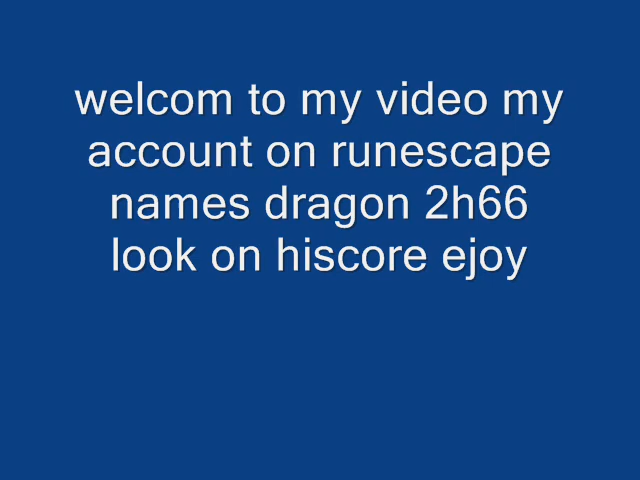 welcom to my video my
account on runescape
names dragon 2h66
look on hiscore ejoy